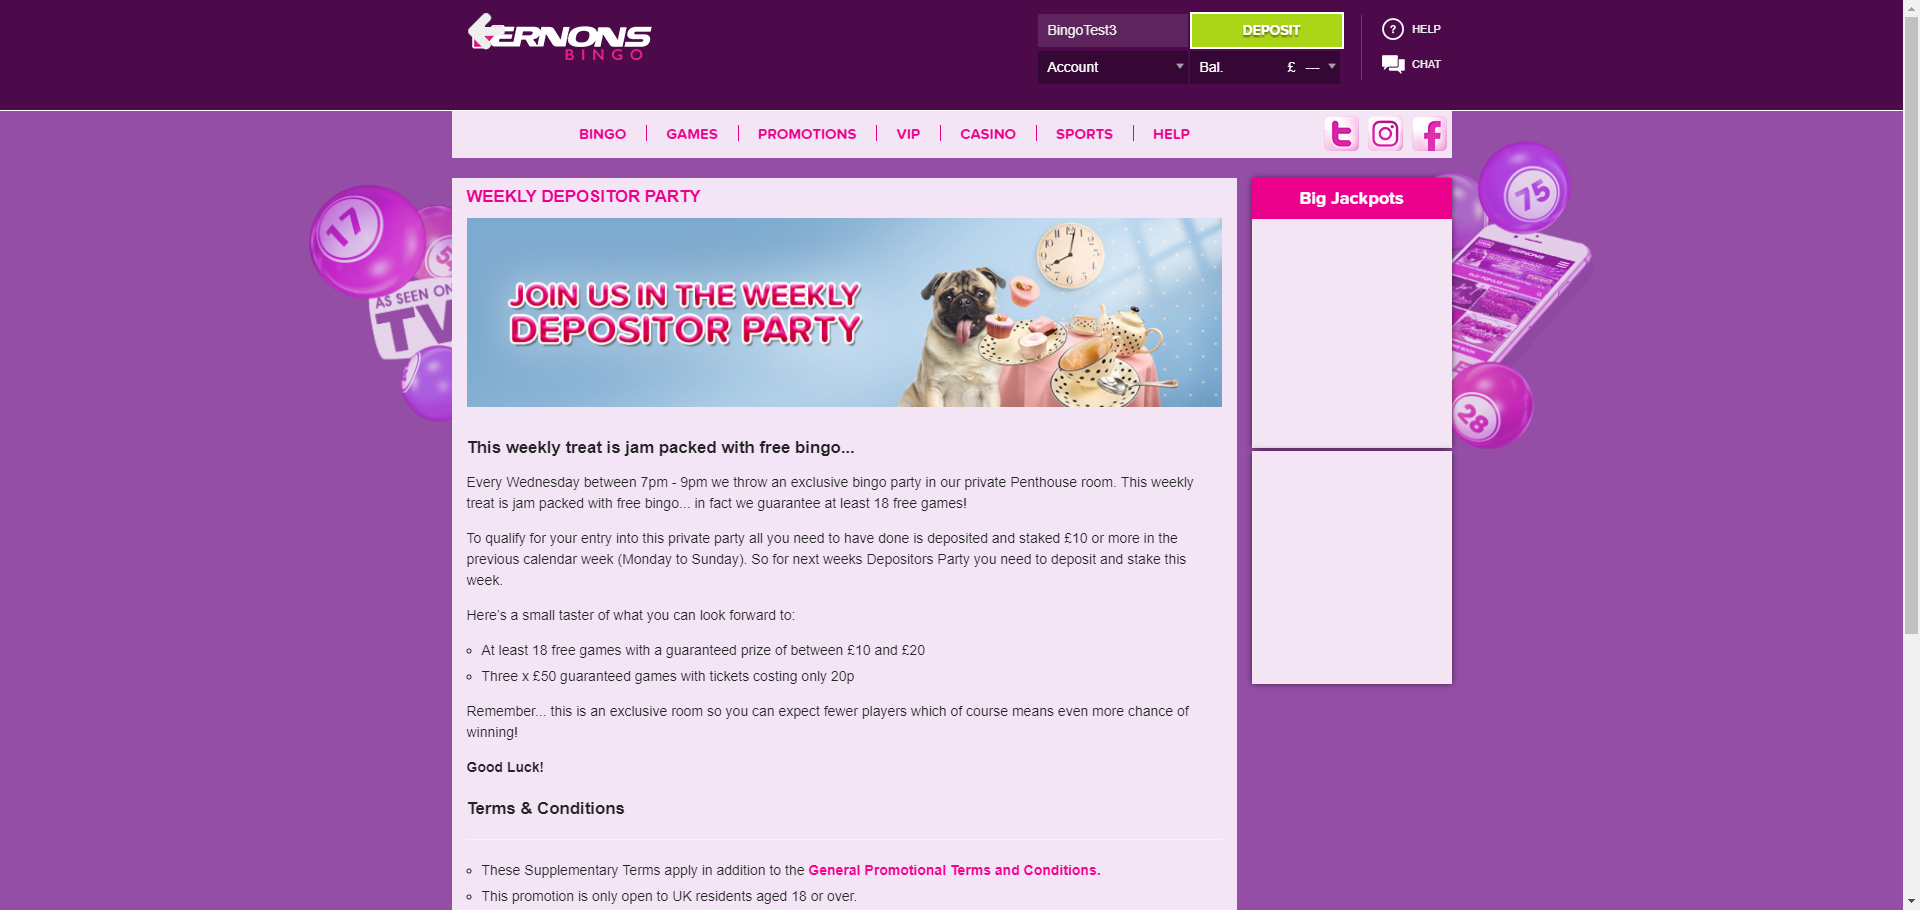 VERNONS
BINGO
BingoTest3
DEPOSIT
? HELP
Account
Bal.
£ —
CHAT
BINGO
GAMES
PROMOTIONS
VIP
CASINO
SPORTS
HELP
WEEKLY DEPOSITOR PARTY
Big Jackpots
JOIN US IN THE WEEKLY
DEPOSITOR PARTY
17
75
AS SEEN ON
TV
28
This weekly treat is jam packed with free bingo...
Every Wednesday between 7pm - 9pm we throw an exclusive bingo party in our private Penthouse room. This weekly
treat is jam packed with free bingo... in fact we guarantee at least 18 free games!
To qualify for your entry into this private party all you need to have done is deposited and staked £10 or more in the
previous calendar week (Monday to Sunday). So for next weeks Depositors Party you need to deposit and stake this
week.
Here's a small taster of what you can look forward to:
At least 18 free games with a guaranteed prize of between £10 and £20
Three x £50 guaranteed games with tickets costing only 20p
Remember... this is an exclusive room so you can expect fewer players which of course means even more chance of
winning!
Good Luck!
Terms & Conditions
These Supplementary Terms apply in addition to the General Promotional Terms and Conditions.
This promotion is only open to UK residents aged 18 or over.